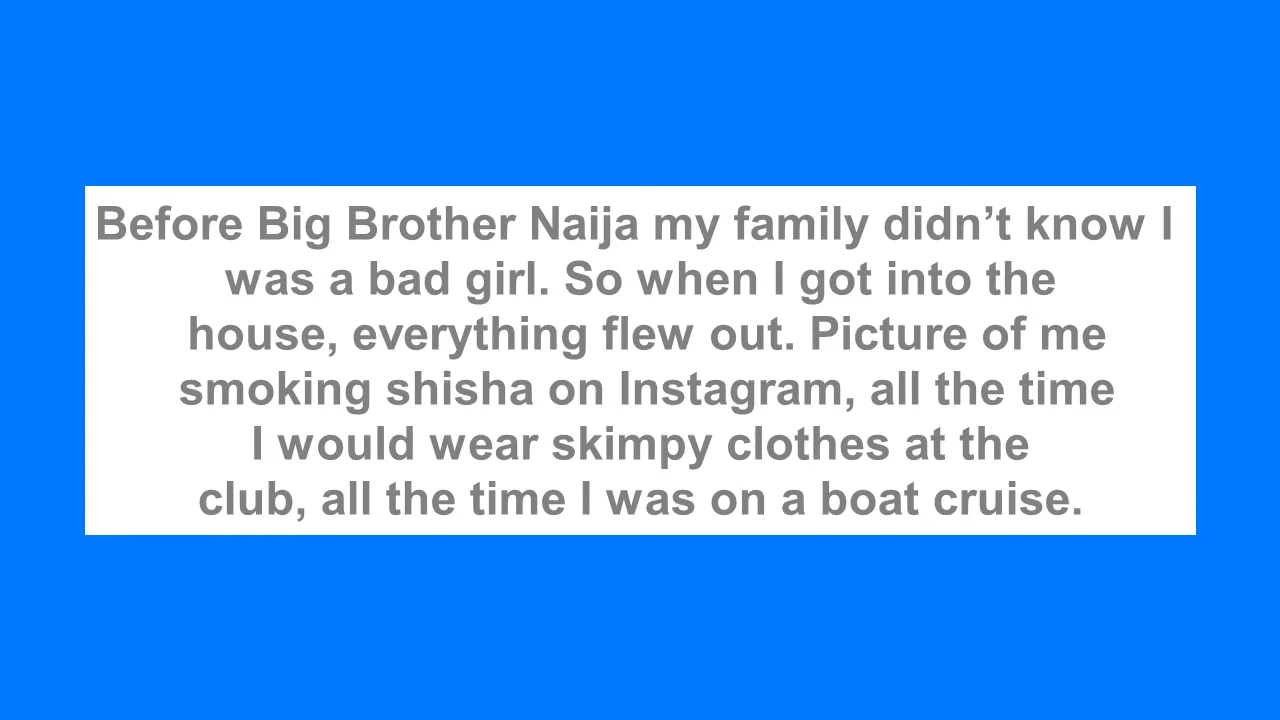 Before Big Brother Naija my family didn’t know I
was a bad girl. So when I got into the
house, everything flew out. Picture of me
smoking shisha on Instagram, all the time
I would wear skimpy clothes at the
club, all the time I was on a boat cruise.